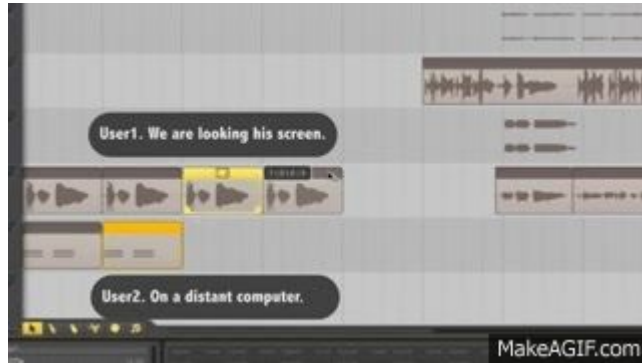 User1. We are looking his screen.
User2. On a distant computer.
MakeAGIF.com